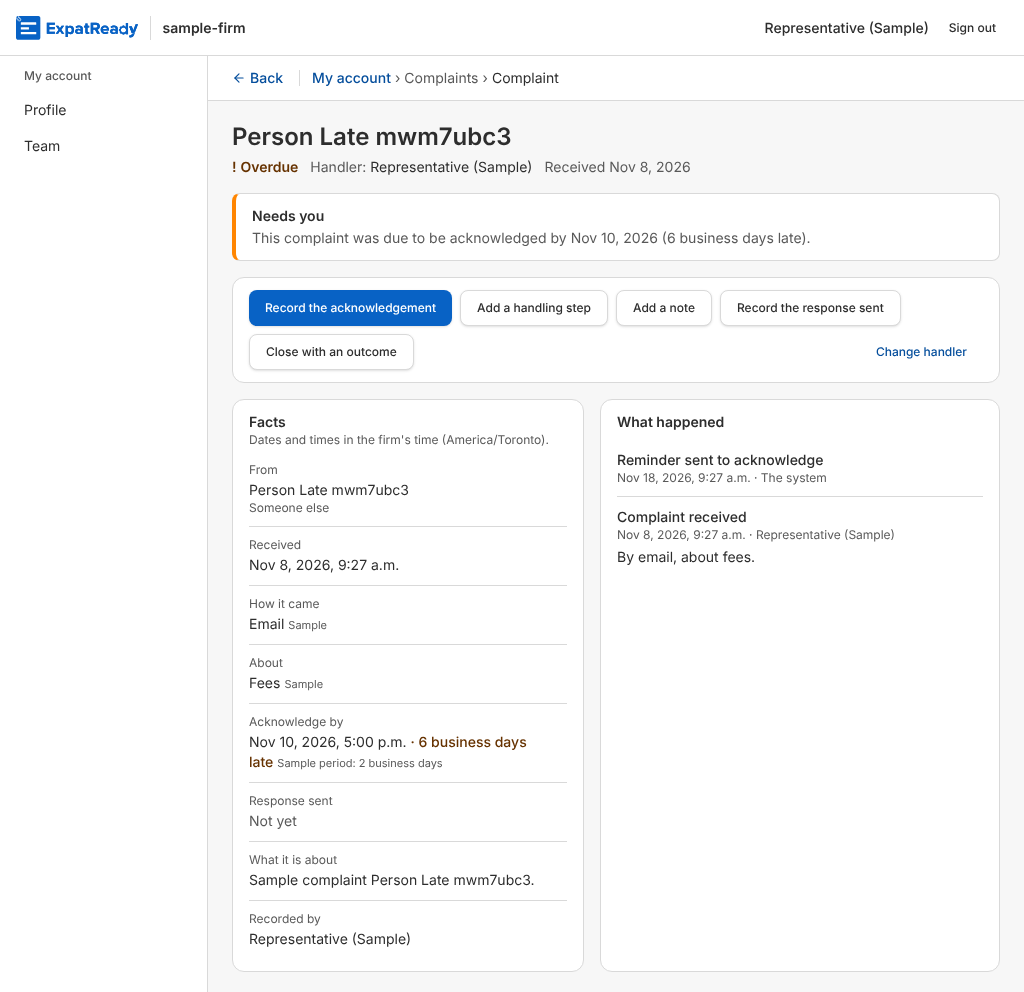 ExpatReady
sample-firm
Representative (Sample)
Sign out
My account
Profile
Team
← Back
My account › Complaints › Complaint
Person Late mwm7ubc3
! Overdue Handler: Representative (Sample) Received Nov 8, 2026
Needs you
This complaint was due to be acknowledged by Nov 10, 2026 (6 business days late).
Record the acknowledgement
Add a handling step
Add a note
Record the response sent
Close with an outcome
Change handler
Facts
Dates and times in the firm's time (America/Toronto).
From
Person Late mwm7ubc3
Someone else
Received
Nov 8, 2026, 9:27 a.m.
How it came
Email Sample
About
Fees Sample
Acknowledge by
Nov 10, 2026, 5:00 p.m. · 6 business days
late Sample period: 2 business days
Response sent
Not yet
What it is about
Sample complaint Person Late mwm7ubc3.
Recorded by
Representative (Sample)
What happened
Reminder sent to acknowledge
Nov 18, 2026, 9:27 a.m. · The system
Complaint received
Nov 8, 2026, 9:27 a.m. · Representative (Sample)
By email, about fees.